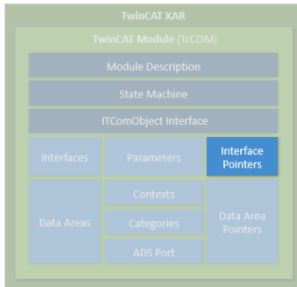 TwinCAT XAR
TwinCAT Module (TcCOM)
Module Description
State Machine
ITComObject Interface
Interfaces
Parameters
Interface
Pointers
Data Areas
Contexts
Categories
ADS Port
Data Area
Pointers